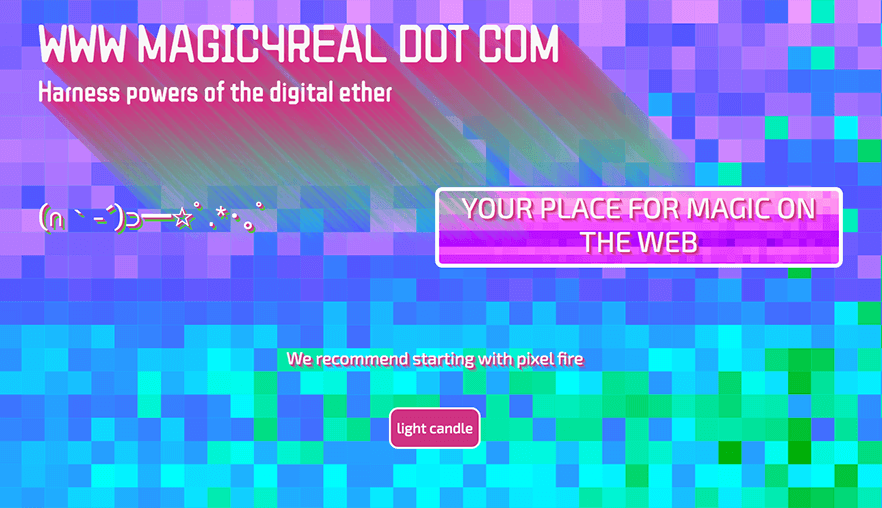 WWW MAGIC4REAL DOT COM
Harness powers of the digital ether
(∩｀-´)⊃━☆ﾟ.*･｡ﾟ
YOUR PLACE FOR MAGIC ON
THE WEB
We recommend starting with pixel fire
light candle